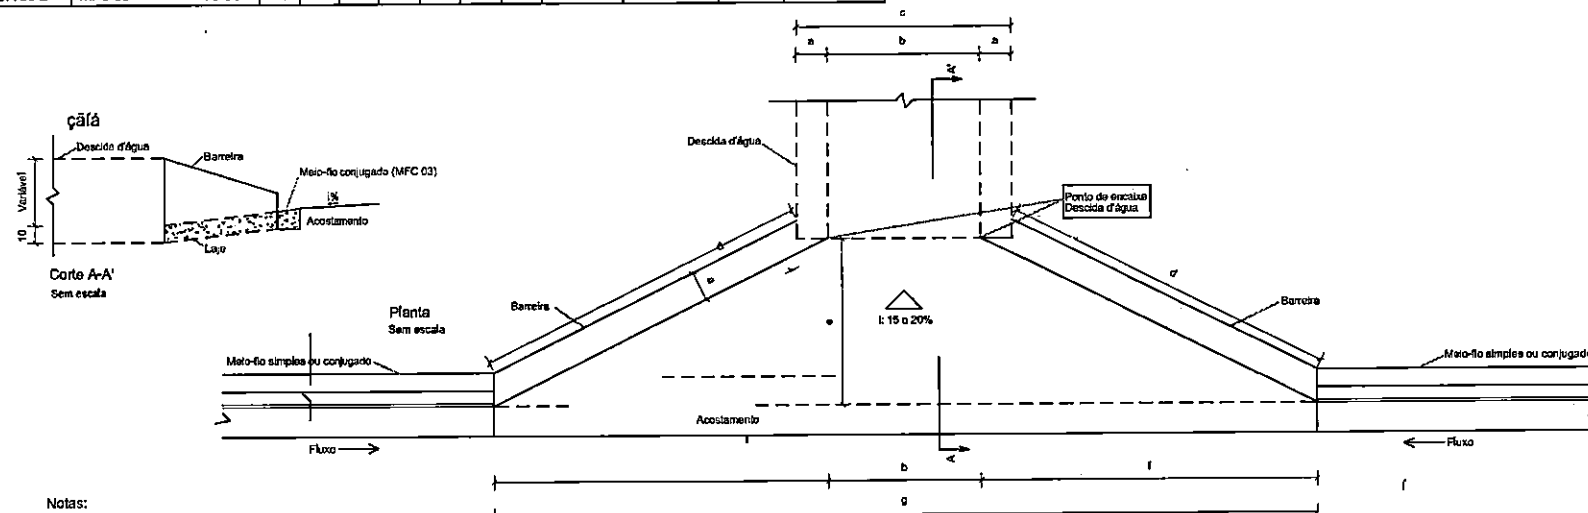 c
a b a
A'
çãíá
Descida d'água
Barreira
Meio-fio conjugado (MFC 03)
i%
Acostamento
Variável
10
Laje
Corte A-A'
Sem escala
Descida d'água
Ponto de encaixe
Descida d'água
Barreira
Planta
Sem escala
I: 15 a 20%
Barreira
Meio-fio simples ou conjugado
Meio-fio simples ou conjugado
Acostamento
Fluxo
A
Fluxo
b f
g
Notas: